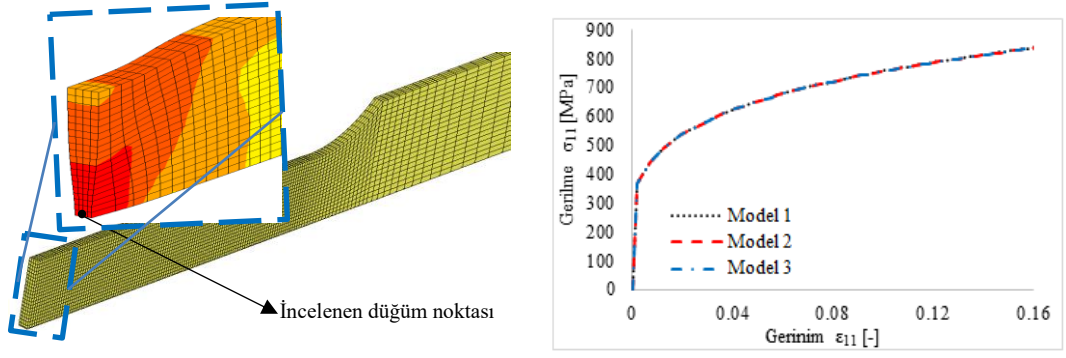 İncelenen düğüm noktası
900
800
700
600
500
400
300
200
100
0
Gerilme σ11 [MPa]
Model 1
Model 2
Model 3
0 0.04 0.08 0.12 0.16
Gerinim ε11 [-]